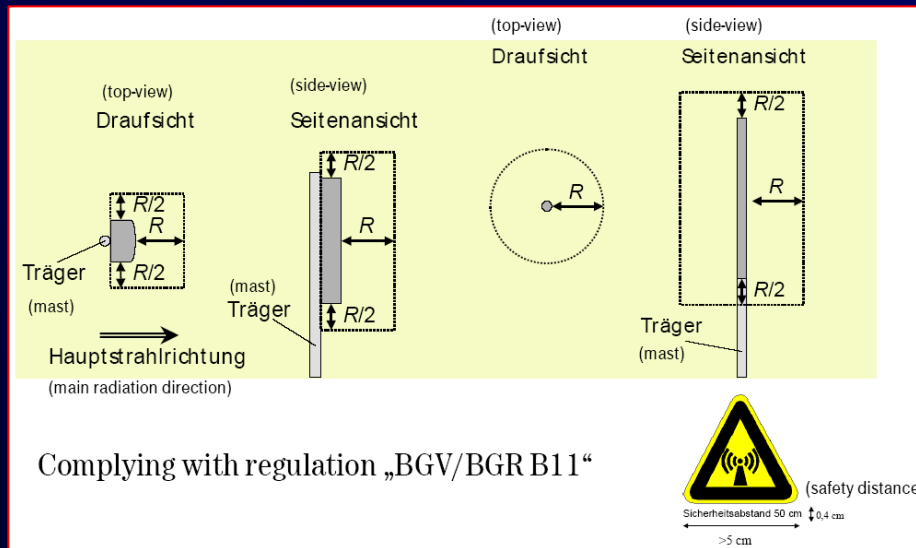 (top-view)
Draufsicht
R/2
R
R/2
Träger
(mast)
Hauptstrahlrichtung
(main radiation direction)
(side-view)
Seitenansicht
R/2
R
R/2
(mast)
Träger
(top-view)
Draufsicht
R
(side-view)
Seitenansicht
R/2
R
R/2
Träger
(mast)
Complying with regulation „BGV/BGR B11“
(safety distance
Sicherheitsabstand 50 cm
0,4 cm
>5 cm